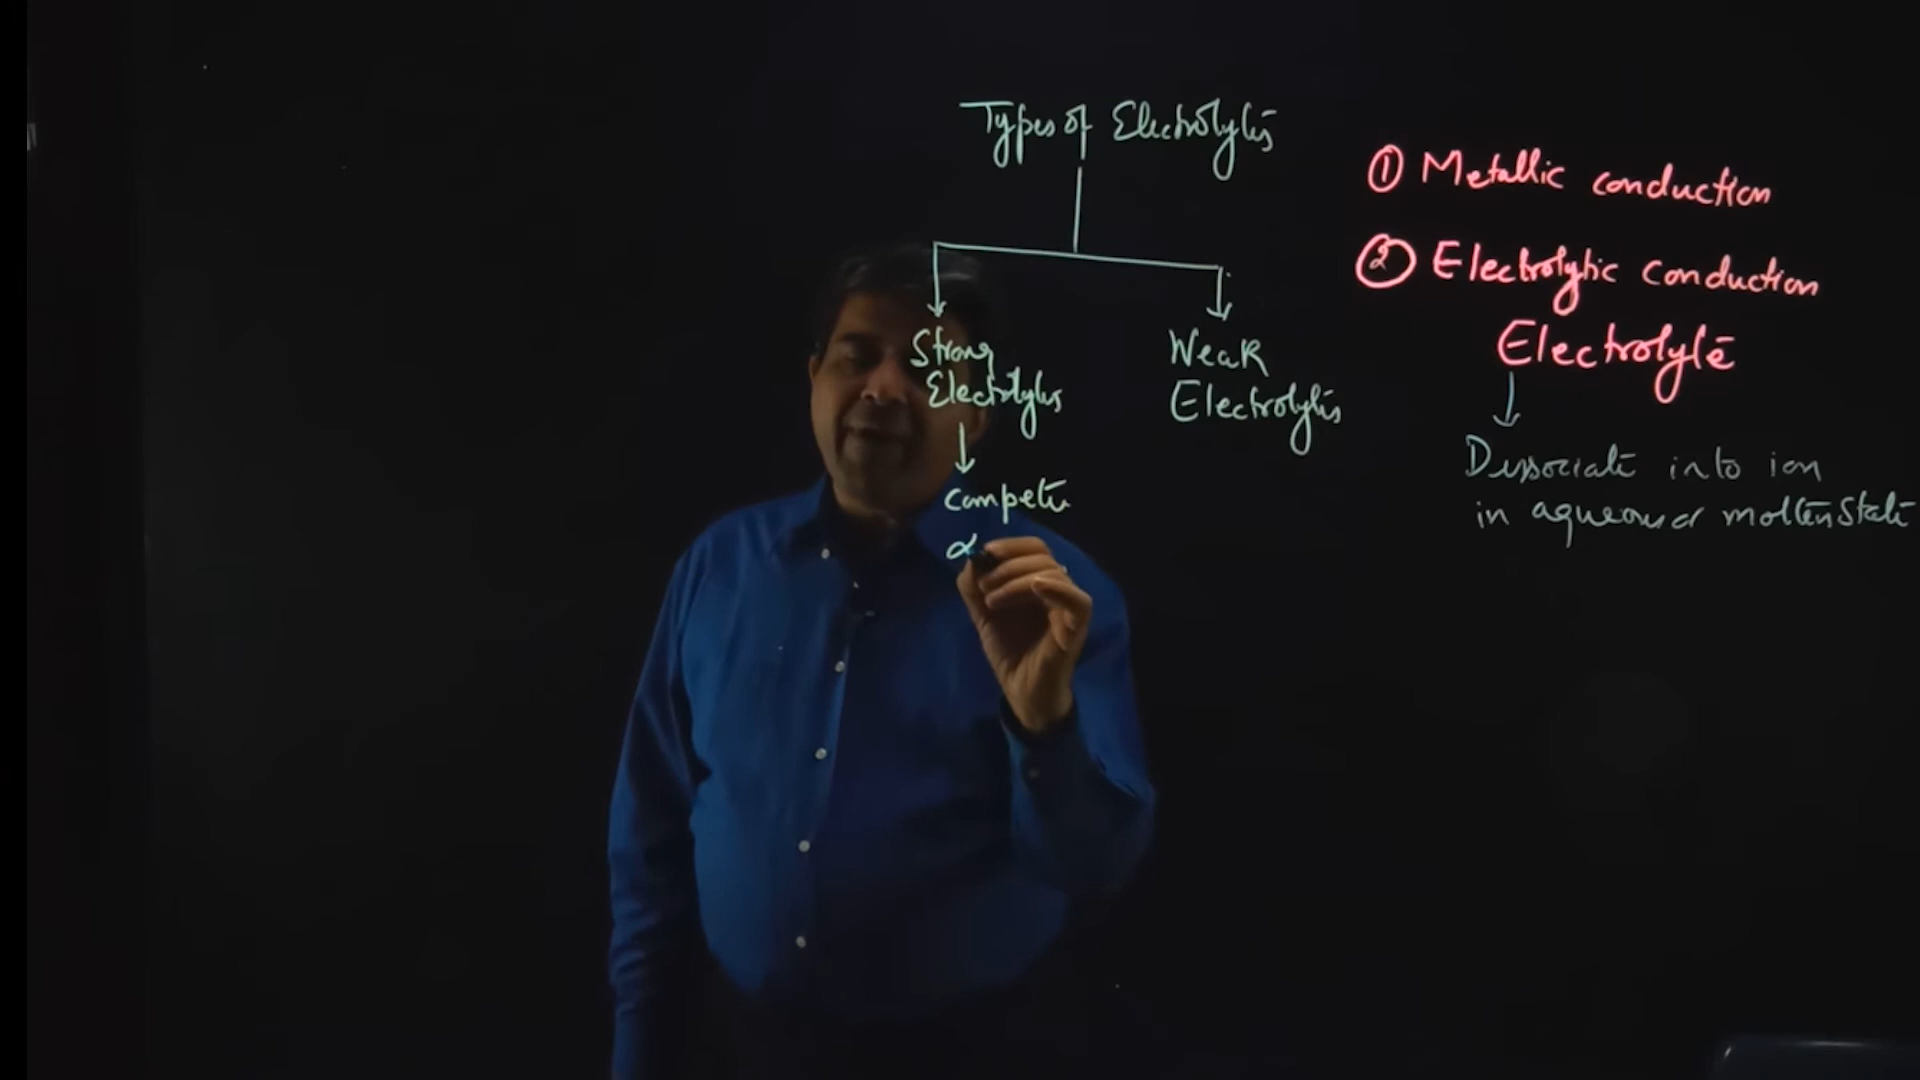 Types of Electrolytes
Strong
Electrolytes
Compete
α
Weak
Electrolytes
① Metallic conduction
② Electrolytic conduction
Electrolyte
Dissociate into ion
in aqueous or molten State